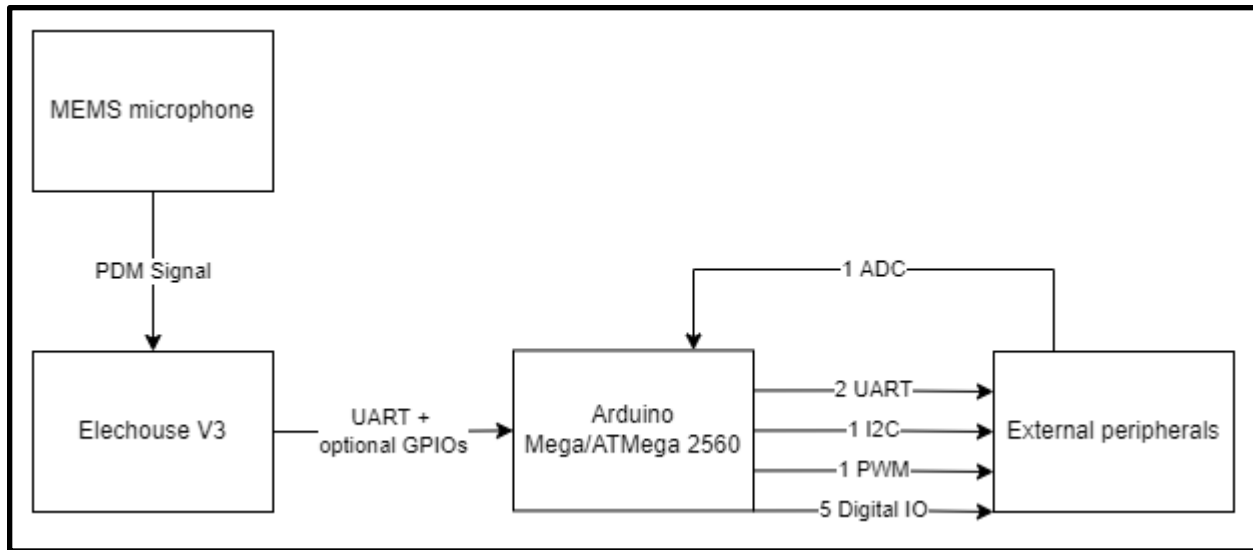 MEMS microphone
PDM Signal
1 ADC
Elechouse V3
UART +
optional GPIOs
Arduino
Mega/ATMega 2560
2 UART
1 I2C
1 PWM
5 Digital IO
External peripherals